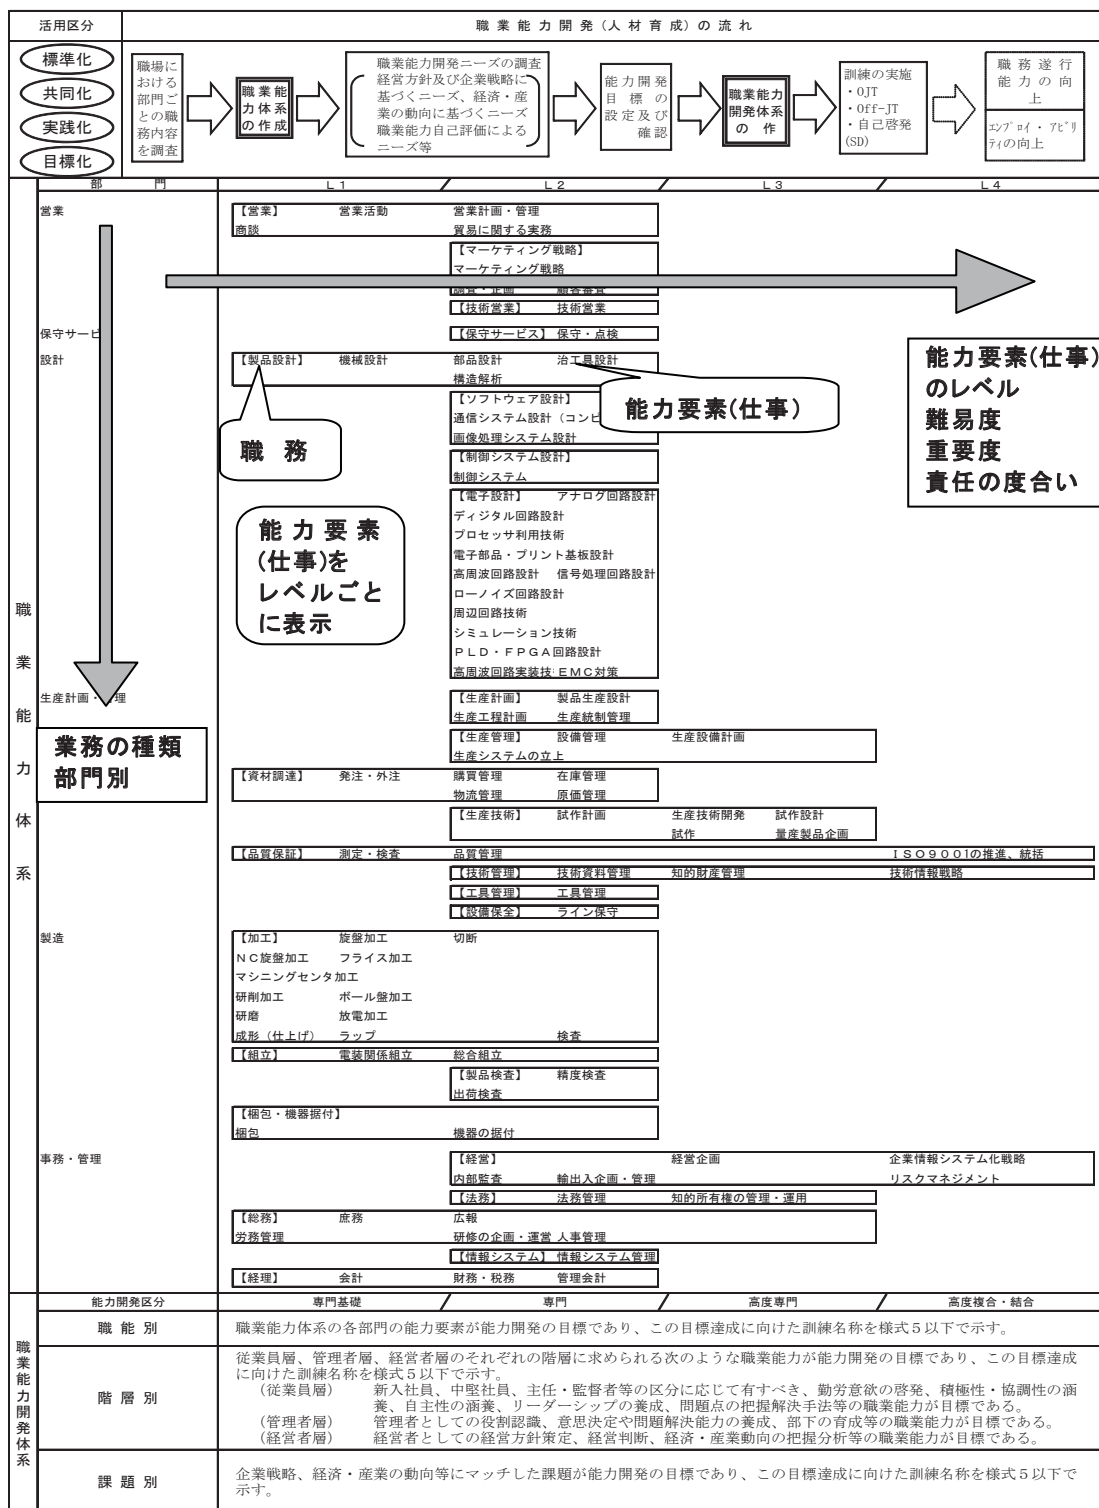 活用区分
職業能力開発(人材育成)の流れ
標準化
共同化
実践化
目標化
職場に
おける
部門ご
との職
務内容
を調査
職業能
力体系
の作成
職業能力開発ニーズの調査
経営方針及び企業戦略に
基づくニーズ、経済・産
業の動向に基づくニーズ
職業能力自己評価による
ニーズ等
能力開発
目標の
設定及び
確認
職業能力
開発体系
の 作
訓練の実施
・OJT
・Off-JT
・自己啓発
(SD)
職務遂行
能力の向
上
エンプロイ・アビリ
ティの向上
部 門 L1 L2 L3 L4
営業 【営業】 営業活動 営業計画・管理
商談 貿易に関する実務
【マーケティング戦略】
マーケティング戦略
調査・企画 顧客審査
【技術営業】 技術営業
保守サービ 【保守サービス】 保守・点検
設計 【製品設計】 機械設計 部品設計 治工具設計
構造解析
【ソフトウェア設計】
通信システム設計（コンピ
画像処理システム設計
【制御システム設計】
制御システム
【電子設計】 アナログ回路設計
ディジタル回路設計
プロセッサ利用技術
電子部品・プリント基板設計
高周波回路設計 信号処理回路設計
ローノイズ回路設計
周辺回路技術
シミュレーション技術
ＰＬＤ・ＦＰＧＡ回路設計
高周波回路実装技 ＥＭＣ対策
職 務
能力要素(仕事)
能力要素
(仕事)を
レベルごと
に表示
能力要素(仕事)
のレベル
難易度
重要度
責任の度合い
生産計画・管理 【生産計画】 製品生産設計
生産工程計画 生産統制管理
業務の種類
部門別
【生産管理】 設備管理 生産設備計画
生産システムの立上
【資材調達】 発注・外注 購買管理 在庫管理
物流管理 原価管理
【生産技術】 試作計画 生産技術開発 試作設計
試作 量産製品企画
【品質保証】 測定・検査 品質管理 ＩＳＯ９００１の推進、統括
【技術管理】 技術資料管理 知的財産管理 技術情報戦略
【工具管理】 工具管理
【設備保全】 ライン保守
製造 【加工】 旋盤加工 切断
ＮＣ旋盤加工 フライス加工
マシニングセンタ加工
研削加工 ボール盤加工
研磨 放電加工
成形（仕上げ） ラップ 検査
【組立】 電装関係組立 総合組立
【製品検査】 精度検査
出荷検査
【梱包・機器据付】
梱包 機器の据付
事務・管理 【経営】 経営企画 企業情報システム化戦略
内部監査 輸出入企画・管理 リスクマネジメント
【法務】 法務管理 知的所有権の管理・運用
【総務】 庶務 広報
労務管理 研修の企画・運営 人事管理
【情報システム】 情報システム管理
【経理】 会計 財務・税務 管理会計
職業能力体系
能力開発区分 専門基礎 専門 高度専門 高度複合・結合
職業能力開発体系
職能別 職業能力体系の各部門の能力要素が能力開発の目標であり、この目標達成に向けた訓練名称を様式５以下で示す。
階層別
従業員層、管理者層、経営者層のそれぞれの階層に求められる次のような職業能力が能力開発の目標であり、この目標達成
に向けた訓練名称を様式５以下で示す。
（従業員層） 新入社員、中堅社員、主任・監督者等の区分に応じて有すべき、勤労意欲の啓発、積極性・協調性の涵
養、自主性の涵養、リーダーシップの養成、問題点の把握解決手法等の職業能力が目標である。
（管理者層） 管理者としての役割認識、意思決定や問題解決能力の養成、部下の育成等の職業能力が目標である。
（経営者層） 経営者としての経営方針策定、経営判断、経済・産業動向の把握分析等の職業能力が目標である。
課題別
企業戦略、経済・産業の動向等にマッチした課題が能力開発の目標であり、この目標達成に向けた訓練名称を様式５以下で
示す。